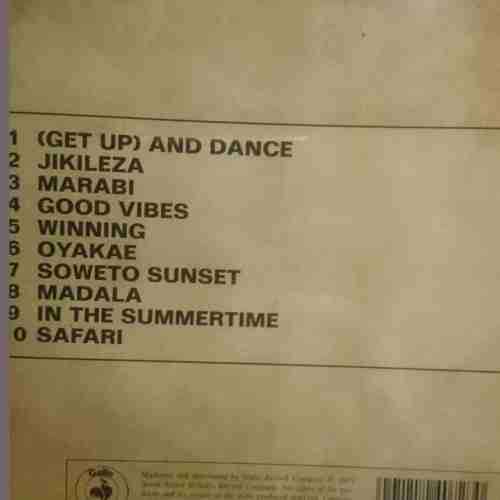 1 (GET UP) AND DANCE
2 JIKILEZA
3 MARABI
4 GOOD VIBES
5 WINNING
6 OYAKAE
7 SOWETO SUNSET
8 MADALA
9 IN THE SUMMERTIME
10 SAFARI
Gallo